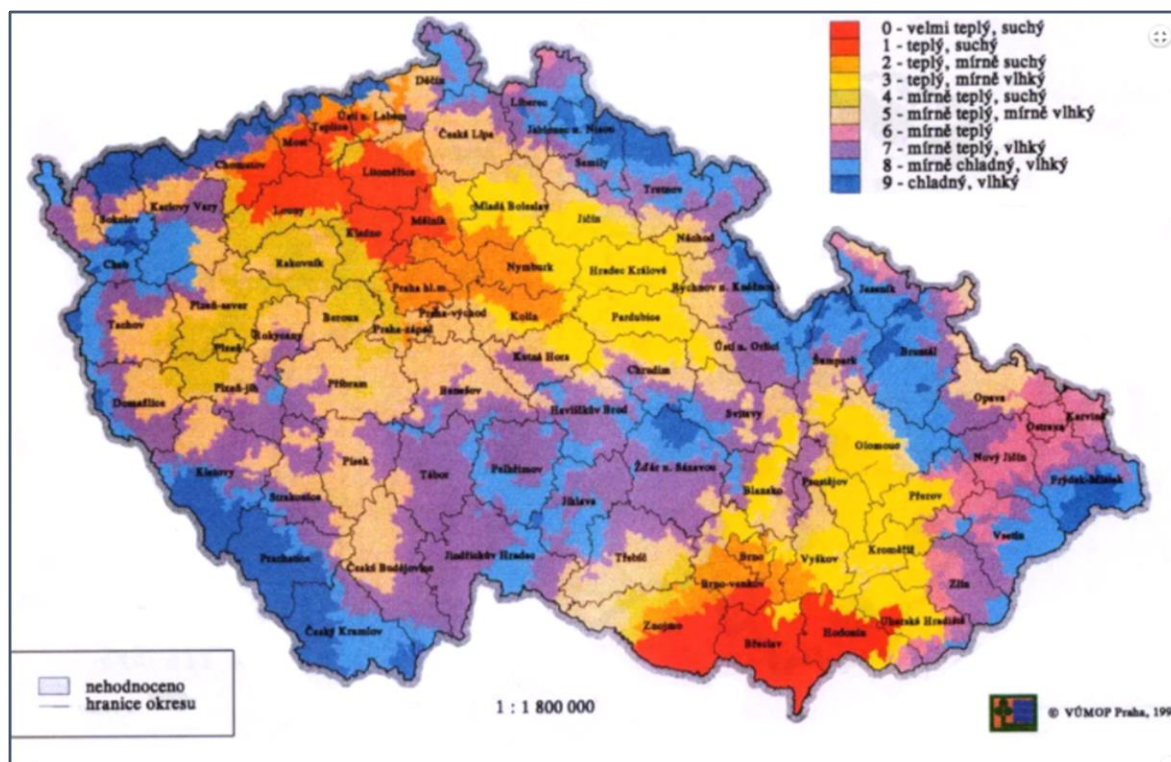 0 - velmi teplý, suchý
1 - teplý, suchý
2 - teplý, mírně suchý
3 - teplý, mírně vlhký
4 - mírně teplý, suchý
5 - mírně teplý, mírně vlhký
6 - mírně teplý
7 - mírně teplý, vlhký
8 - mírně chladný, vlhký
9 - chladný, vlhký
Děčín
Liberec
Ústí n. Labem
Jablonec n. Nisou
Teplice
Česká Lípa
Most
Semily
Chomutov
Litoměřice
Trutnov
Karlovy Vary
Mladá Boleslav
Jičín
Sokolov
Louny
Mělník
Kladno
Náchod
Cheb
Rakovník
Nymburk
Hradec Králové
Jeseník
Praha hl.m.
Rychnov n. Kněžnou
Plzeň-sever
Tachov
Beroun
Praha-východ
Kolín
Pardubice
Rokycany
Praha-západ
Plzeň
Ústí n. Orlicí
Šumperk
Bruntál
Kutná Hora
Chrudim
Plzeň-jih
Příbram
Benešov
Opava
Domažlice
Havlíčkův Brod
Svitavy
Karviná
Ostrava
Olomouc
Nový Jičín
Klatovy
Písek
Tábor
Pelhřimov
Žďár n. Sázavou
Frýdek-Místek
Strakonice
Blansko
Prostějov
Přerov
Jihlava
Vsetín
Prachatice
Jindřichův Hradec
Třebíč
Brno
Vyškov
Kroměříž
České Budějovice
Brno-venkov
Zlín
Znojmo
Uherské Hradiště
Český Krumlov
Břeclav
Hodonín
nehodnoceno
hranice okresu
1 : 1 800 000
© VÚMOP Praha, 199